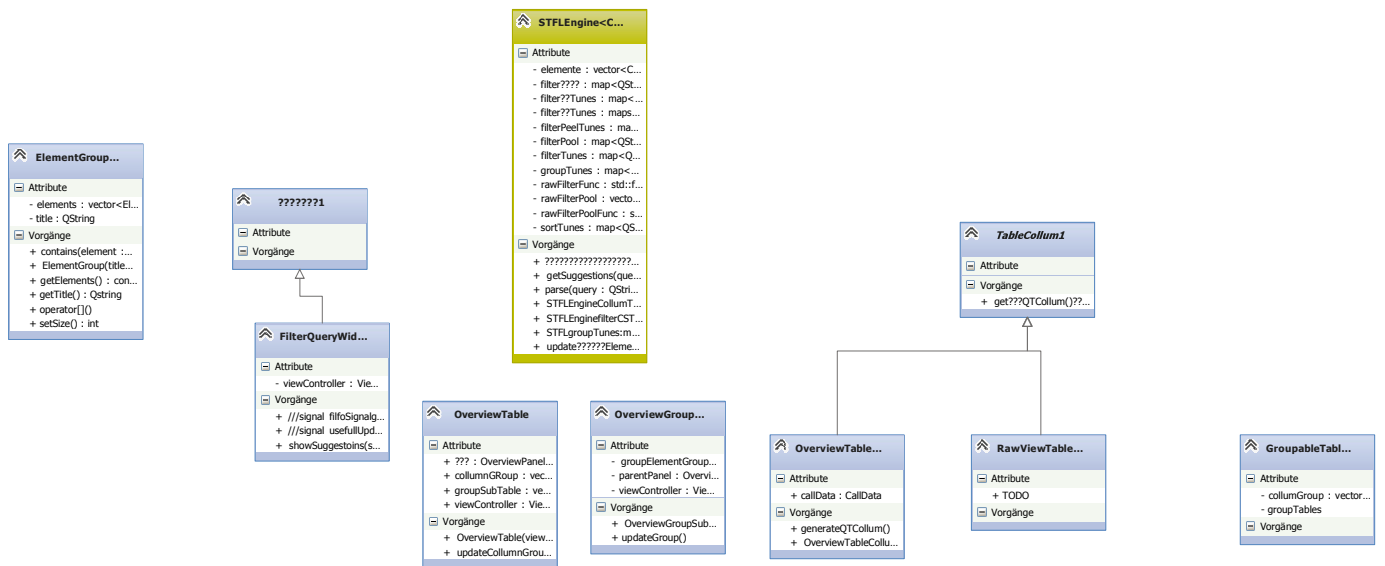 STFLEngine<C...
Attribute
- elemente : vector<C...
- filter???? : map<QSt...
- filter??Tunes : map<...
- filter??Tunes : maps...
- filterPeelTunes : ma...
- filterPool : map<QSt...
- filterTunes : map<Q...
- groupTunes : map<...
- rawFilterFunc : std::f...
- rawFilterPool : vecto...
- rawFilterPoolFunc : s...
- sortTunes : map<QS...
Vorgänge
+ ???????????????????...
+ getSuggestions(que...
+ parse(query : QStri...
+ STFLEngineCollumT...
+ STFLEnginefilterCST...
+ STFLgroupTunes:m...
+ update??????Eleme...
ElementGroup...
Attribute
- elements : vector<El...
- title : QString
Vorgänge
+ contains(element :...
+ ElementGroup(title...
+ getElements() : con...
+ getTitle() : Qstring
+ operator[]()
+ setSize() : int
???????1
Attribute
Vorgänge
FilterQueryWid...
Attribute
- viewController : Vie...
Vorgänge
+ ///signal filfoSignalg...
+ ///signal usefullUpd...
+ showSuggestoins(s...
TableCollum1
Attribute
Vorgänge
+ get???QTCollum()??...
OverviewTable
Attribute
+ ??? : OverviewPanel...
+ collumnGRoup : vec...
+ groupSubTable : ve...
+ viewController : Vie...
Vorgänge
+ OverviewTable(view...
+ updateCollumnGrou...
OverviewGroup...
Attribute
- groupElementGroup...
- parentPanel : Overvi...
- viewController : Vie...
Vorgänge
+ OverviewGroupSub...
+ updateGroup()
OverviewTable...
Attribute
+ callData : CallData
Vorgänge
+ generateQTCollum()
+ OverviewTableCollu...
RawViewTable...
Attribute
+ TODO
Vorgänge
GroupableTabl...
Attribute
- collumGroup : vector...
- groupTables
Vorgänge